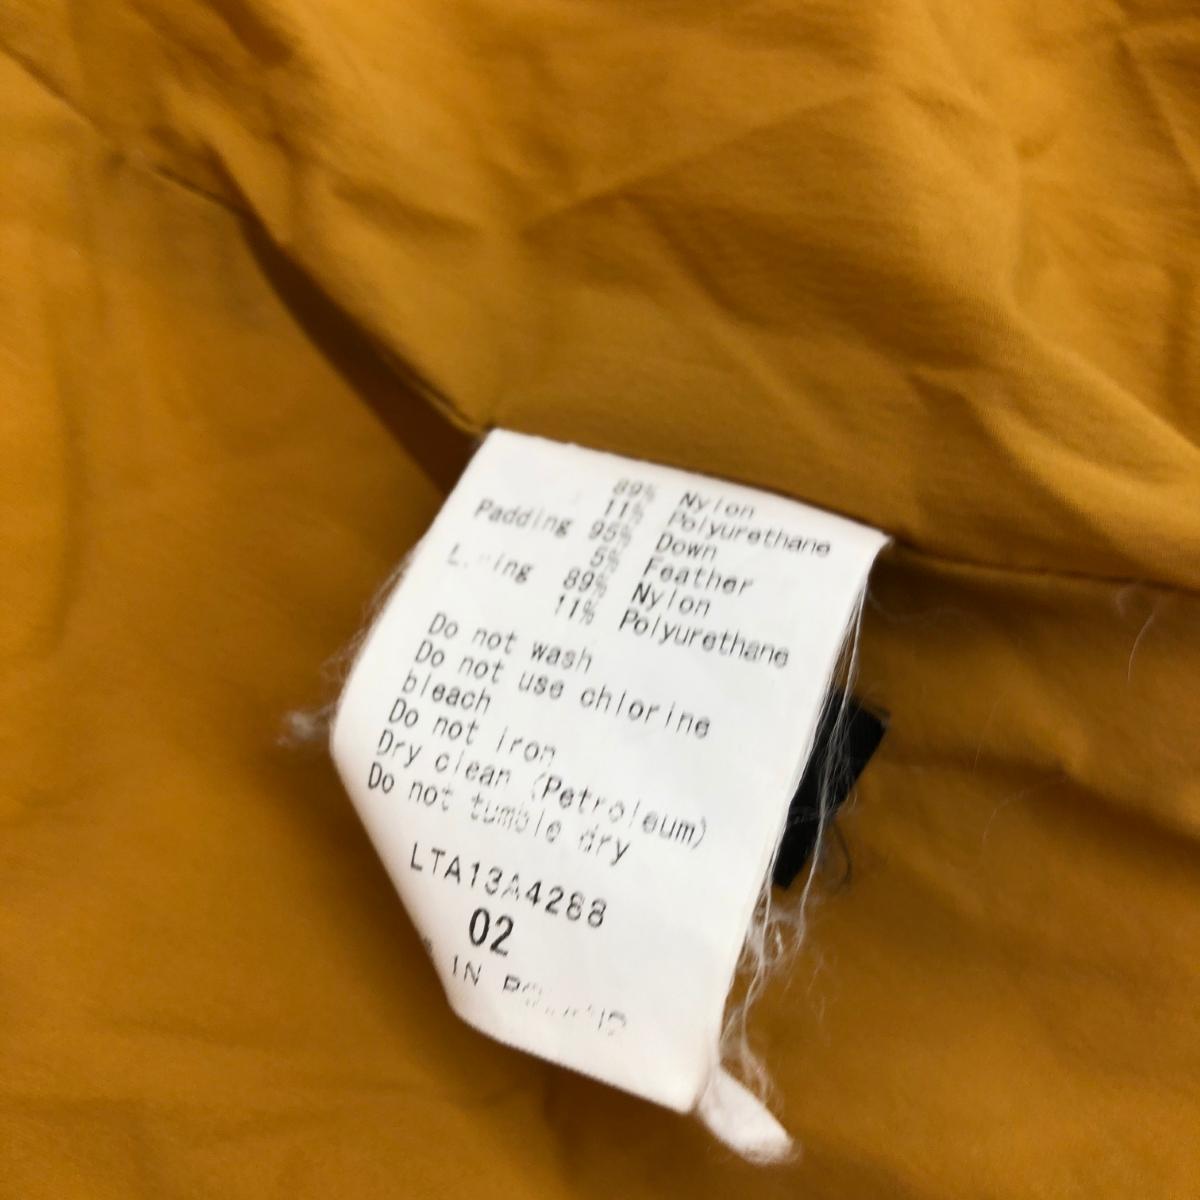 89% Nylon
11% Polyurethane
Padding 95% Down
5% Feather
89% Nylon
11% Polyurethane
Do not wash
Do not use chlorine
bleach
Do not iron
Dry clean (Petroleum)
Do not tumble dry
LTA13A4288
02
IN